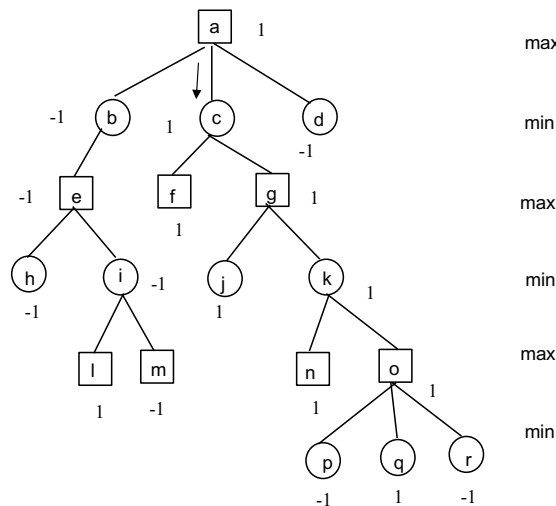 a 1 max
-1 b 1 c d min
-1
-1 e f g 1 max
1
h i -1 j k min
-1 1 1
l m n o max
1 -1 1 1
min
p q r
-1 1 -1